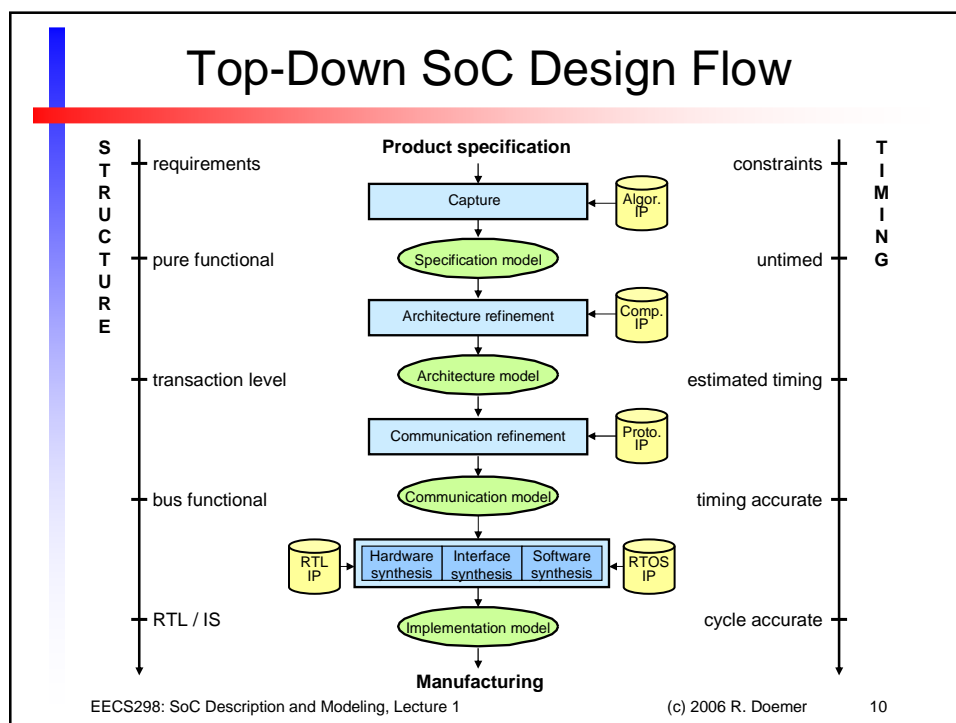 Top-Down SoC Design Flow
STRUCTURE
TIMING
Product specification
requirements
constraints
Capture
Algor.
IP
pure functional
Specification model
untimed
Architecture refinement
Comp.
IP
transaction level
Architecture model
estimated timing
Communication refinement
Proto.
IP
bus functional
Communication model
timing accurate
RTL
IP
Hardware
synthesis
Interface
synthesis
Software
synthesis
RTOS
IP
RTL / IS
Implementation model
cycle accurate
Manufacturing
EECS298: SoC Description and Modeling, Lecture 1
(c) 2006 R. Doemer
10